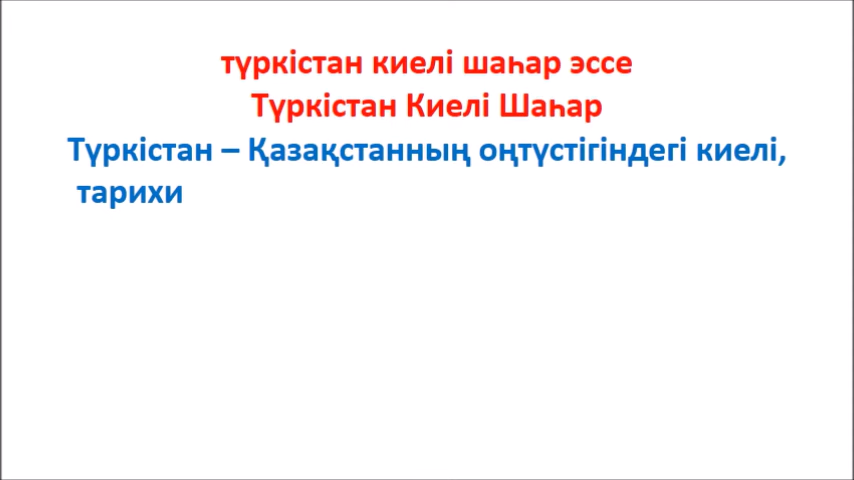 түркістан киелі шаһар эссе
Түркістан Киелі Шаһар
Түркістан – Қазақстанның оңтүстігіндегі киелі,
тарихи